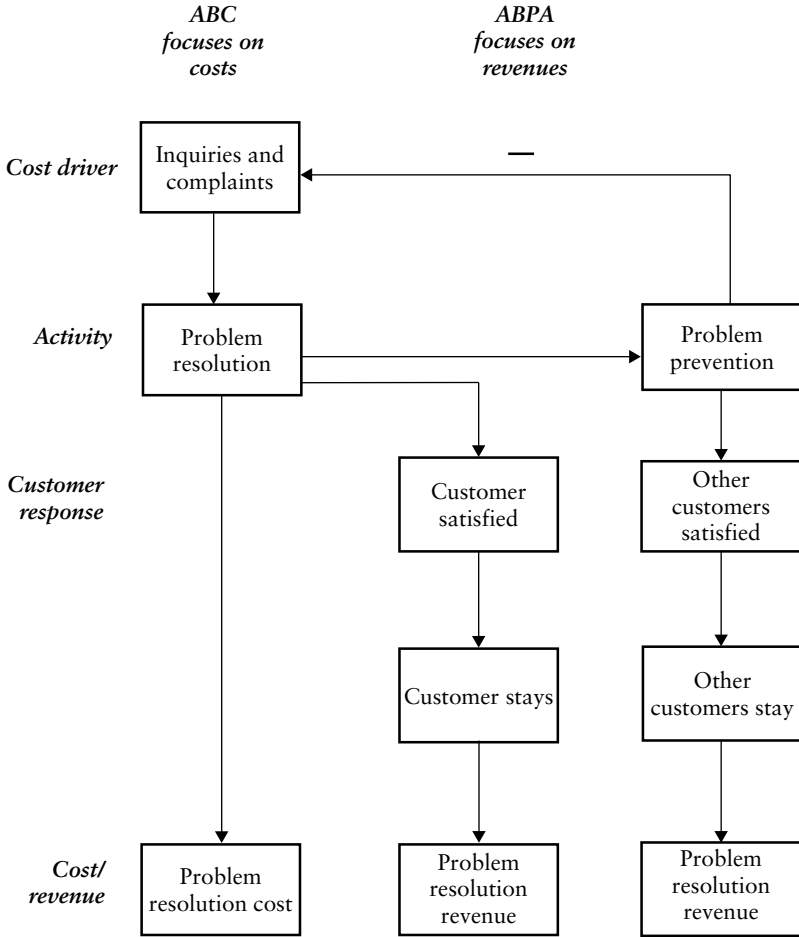 ABC
focuses on
costs
ABPA
focuses on
revenues
Cost driver
Inquiries and
complaints
—
Activity
Problem
resolution
Problem
prevention
Customer
response
Customer
satisfied
Other
customers
satisfied
Customer stays
Other
customers stay
Cost/
revenue
Problem
resolution cost
Problem
resolution
revenue
Problem
resolution
revenue